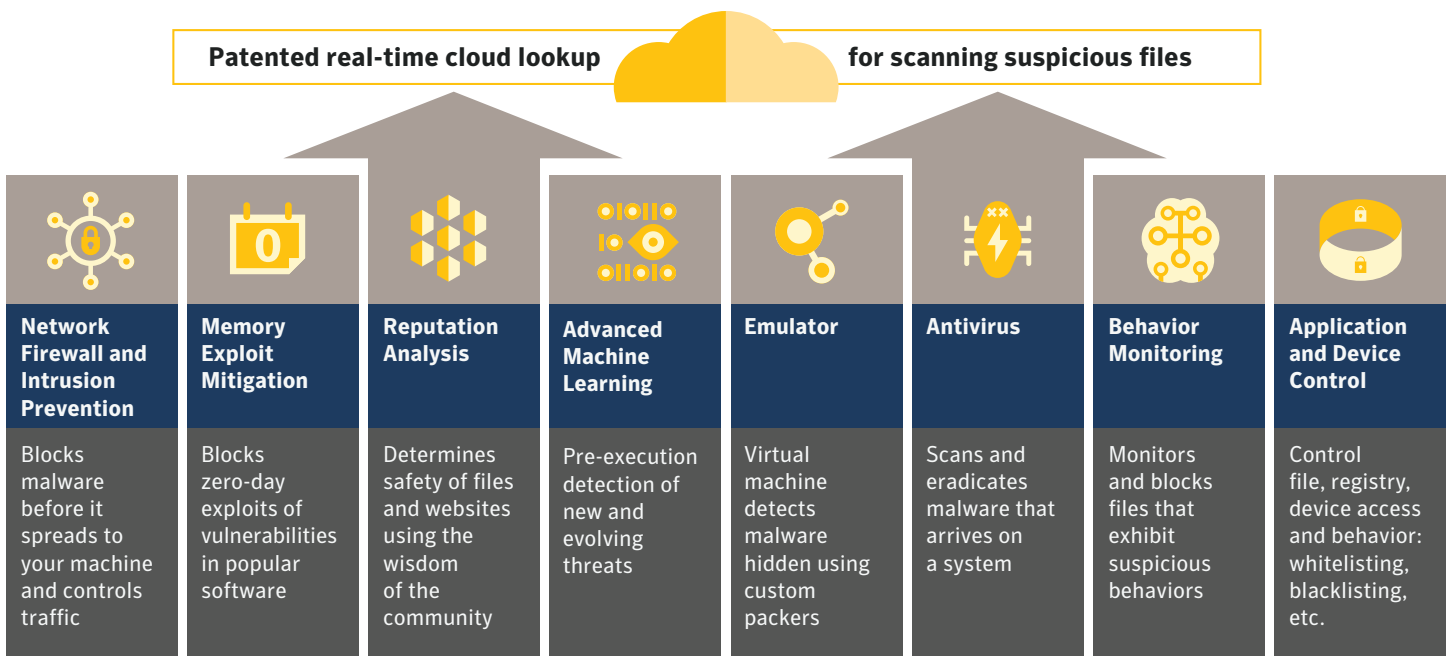 Patented real-time cloud lookup
for scanning suspicious files
0
Network
Firewall and
Intrusion
Prevention
Blocks
malware
before it
spreads to
your machine
and controls
traffic
Memory
Exploit
Mitigation
Blocks
zero-day
exploits of
vulnerabilities
in popular
software
Reputation
Analysis
Determines
safety of files
and websites
using the
wisdom
of the
community
Advanced
Machine
Learning
Pre-execution
detection of
new and
evolving
threats
Emulator
Virtual
machine
detects
malware
hidden using
custom
packers
Antivirus
Scans and
eradicates
malware that
arrives on
a system
Behavior
Monitoring
Monitors
and blocks
files that
exhibit
suspicious
behaviors
Application
and Device
Control
Control
file, registry,
device access
and behavior:
whitelisting,
blacklisting,
etc.